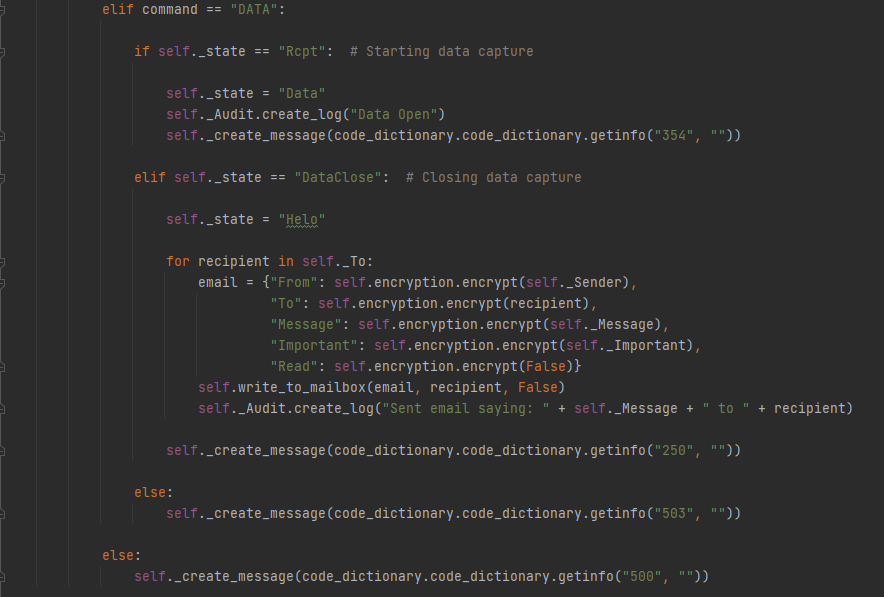 elif command == "DATA":
if self._state == "Rcpt":  # Starting data capture
self._state = "Data"
self._Audit.create_log("Data Open")
self._create_message(code_dictionary.code_dictionary.getinfo("354", ""))
elif self._state == "DataClose":  # Closing data capture
self._state = "Helo"
for recipient in self._To:
email = {"From": self.encryption.encrypt(self._Sender),
"To": self.encryption.encrypt(recipient),
"Message": self.encryption.encrypt(self._Message),
"Important": self.encryption.encrypt(self._Important),
"Read": self.encryption.encrypt(False)}
self.write_to_mailbox(email, recipient, False)
self._Audit.create_log("Sent email saying: " + self._Message + " to " + recipient)
self._create_message(code_dictionary.code_dictionary.getinfo("250", ""))
else:
self._create_message(code_dictionary.code_dictionary.getinfo("503", ""))
else:
self._create_message(code_dictionary.code_dictionary.getinfo("500", ""))